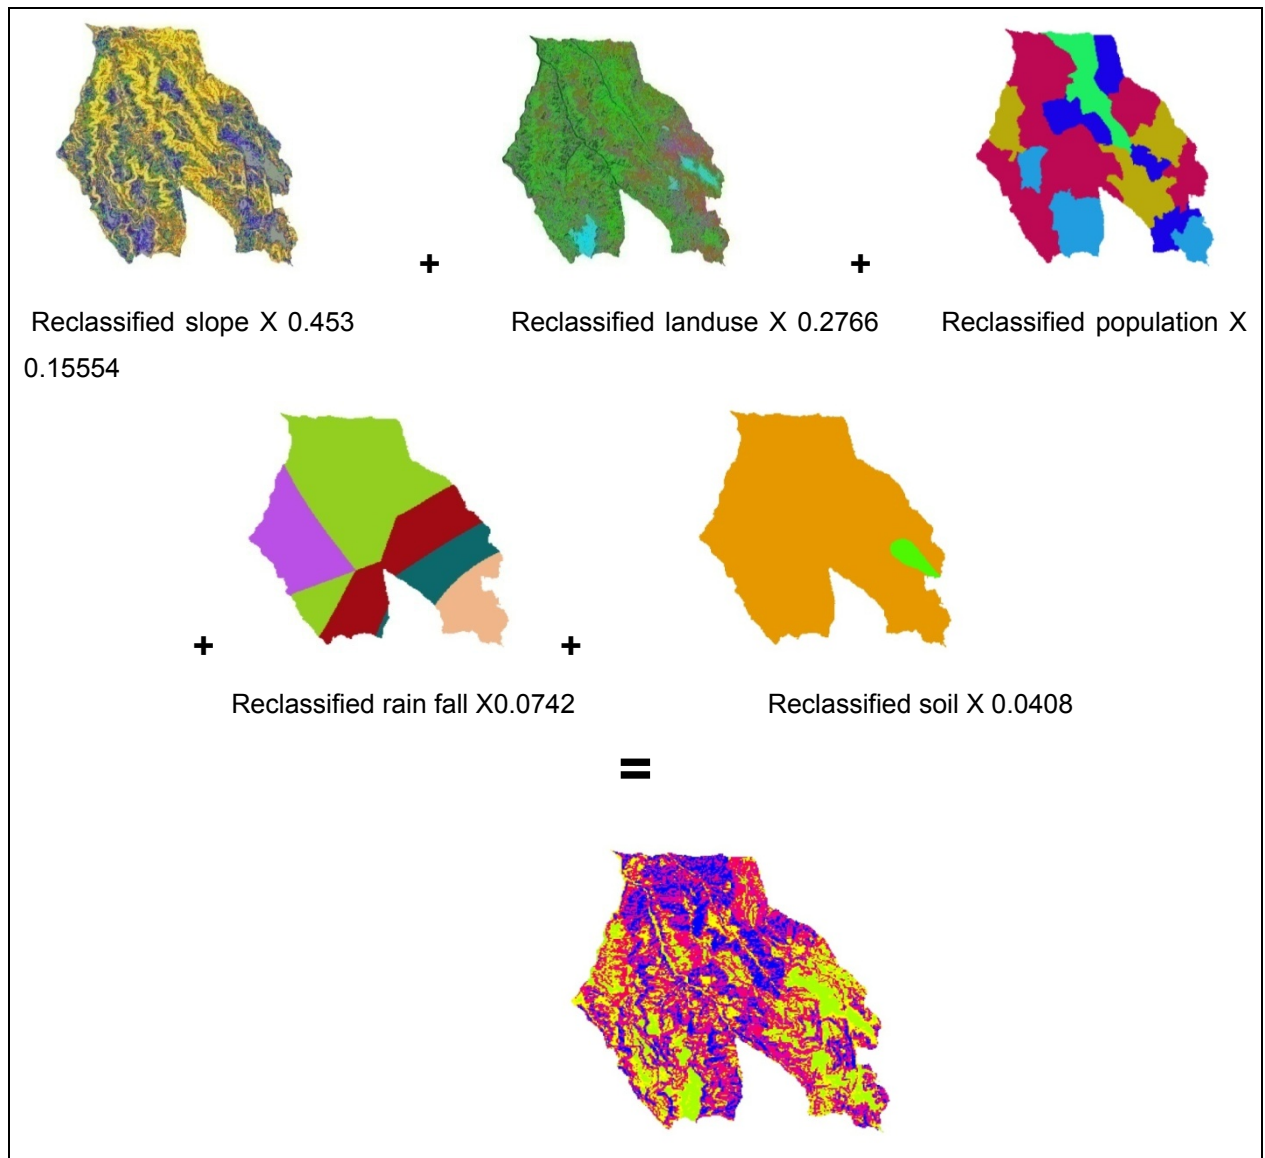 + +
Reclassified slope X 0.453 Reclassified landuse X 0.2766 Reclassified population X
0.15554
+ +
Reclassified rain fall X0.0742 Reclassified soil X 0.0408
=